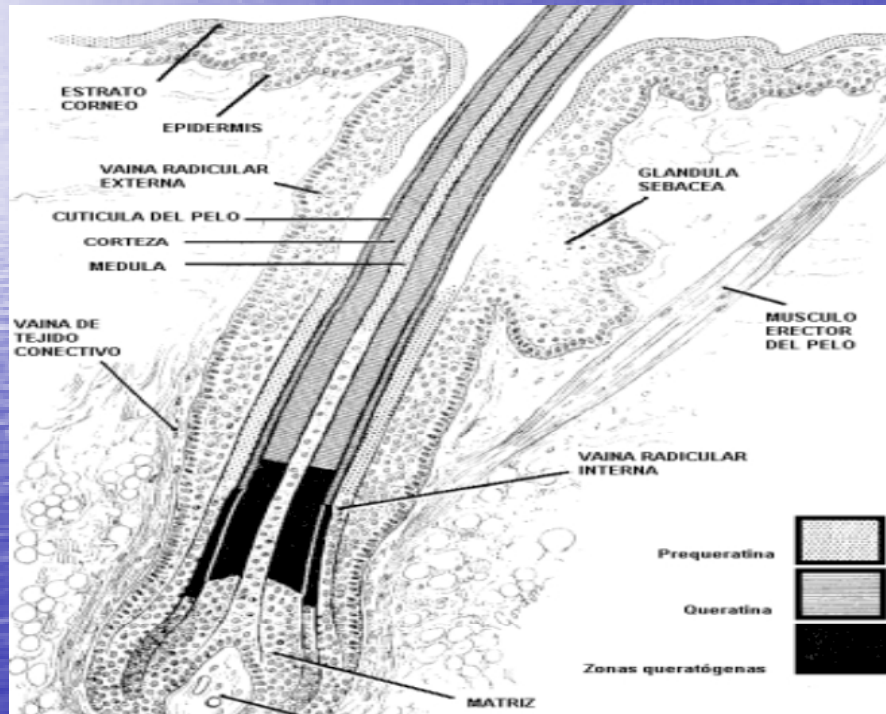 ESTRATO
CORNEO
EPIDERMIS
VAINA RADICULAR
EXTERNA
GLANDULA
SEBACEA
CUTICULA DEL PELO
CORTEZA
MEDULA
MUSCULO
ERECTOR
DEL PELO
VAINA DE
TEJIDO
CONECTIVO
VAINA RADICULAR
INTERNA
Prequeratina
Queratina
Zonas queratógenas
MATRIZ